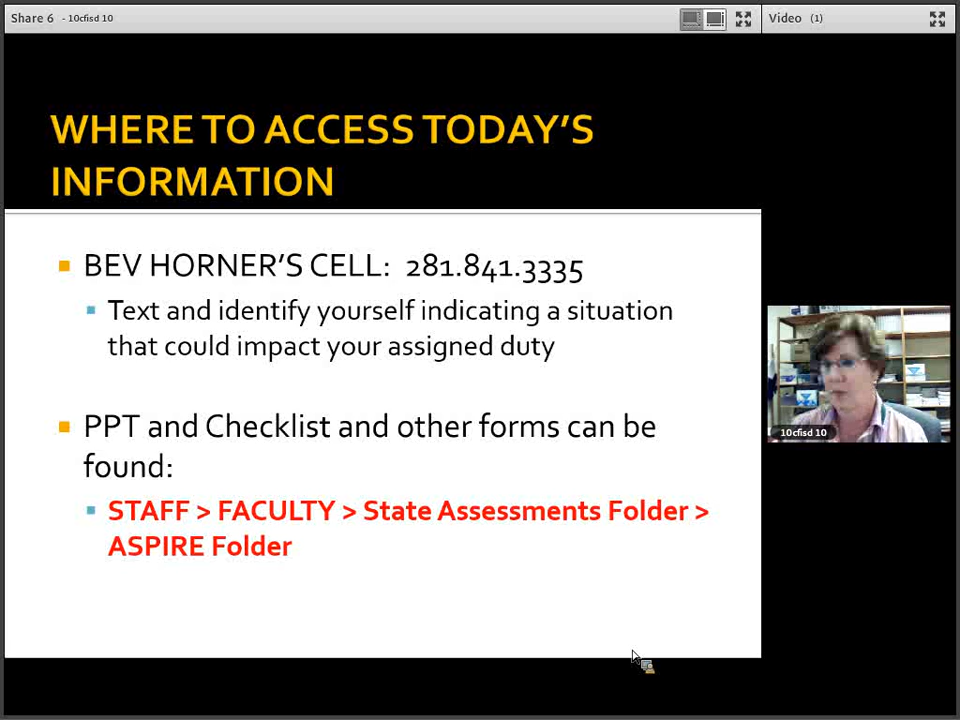 Share 6 - 10cfisd 10
Video (1)
WHERE TO ACCESS TODAY'S
INFORMATION
BEV HORNER'S CELL: 281.841.3335
Text and identify yourself indicating a situation
that could impact your assigned duty
PPT and Checklist and other forms can be
found:
STAFF > FACULTY > State Assessments Folder >
ASPIRE Folder
10cfisd 10